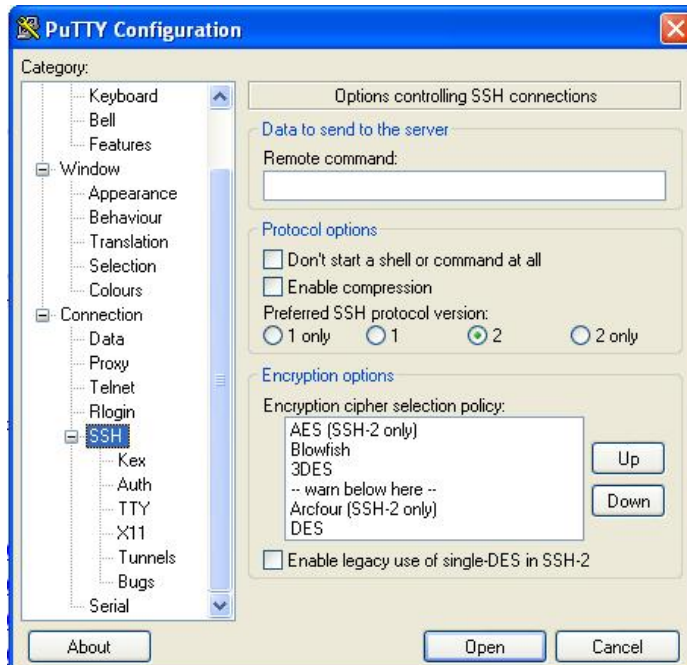 PuTTY Configuration
Category:
Keyboard
Bell
Features
Window
Appearance
Behaviour
Translation
Selection
Colours
Connection
Data
Proxy
Telnet
Rlogin
SSH
Kex
Auth
TTY
X11
Tunnels
Bugs
Serial
Options controlling SSH connections
Data to send to the server
Remote command:
Protocol options
Don't start a shell or command at all
Enable compression
Preferred SSH protocol version:
1 only 1 2 2 only
Encryption options
Encryption cipher selection policy:
AES (SSH-2 only)
Blowfish
3DES
-- warn below here --
Arcfour (SSH-2 only)
DES
Up
Down
Enable legacy use of single-DES in SSH-2
About Open Cancel